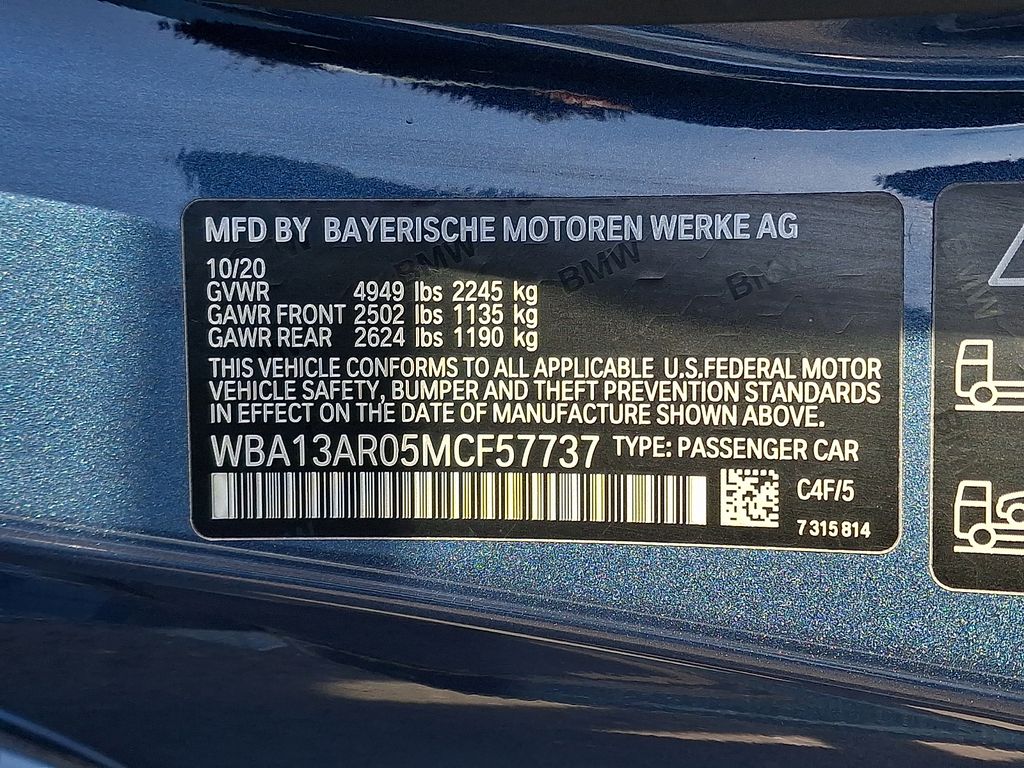 MFD BY BAYERISCHE MOTOREN WERKE AG
10/20
GVWR 4949 lbs 2245 kg
GAWR FRONT 2502 lbs 1135 kg
GAWR REAR 2624 lbs 1190 kg
THIS VEHICLE CONFORMS TO ALL APPLICABLE U.S.FEDERAL MOTOR
VEHICLE SAFETY, BUMPER AND THEFT PREVENTION STANDARDS
IN EFFECT ON THE DATE OF MANUFACTURE SHOWN ABOVE.
WBA13AR05MCF57737 TYPE: PASSENGER CAR
C4F/5
7 315 814
BMW BMW BMW